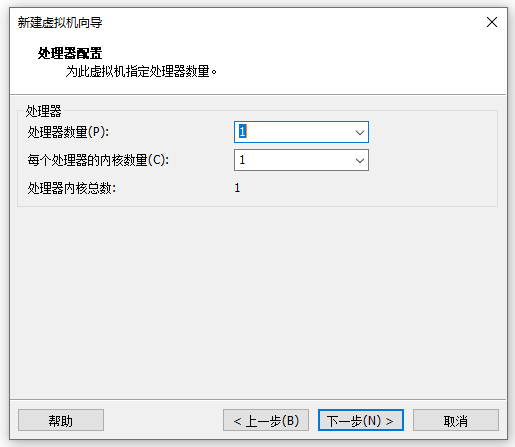 新建虚拟机向导
处理器配置
为此虚拟机指定处理器数量。
处理器
处理器数量(P): 1
每个处理器的内核数量(C): 1
处理器内核总数: 1
帮助 < 上一步(B) 下一步(N) > 取消